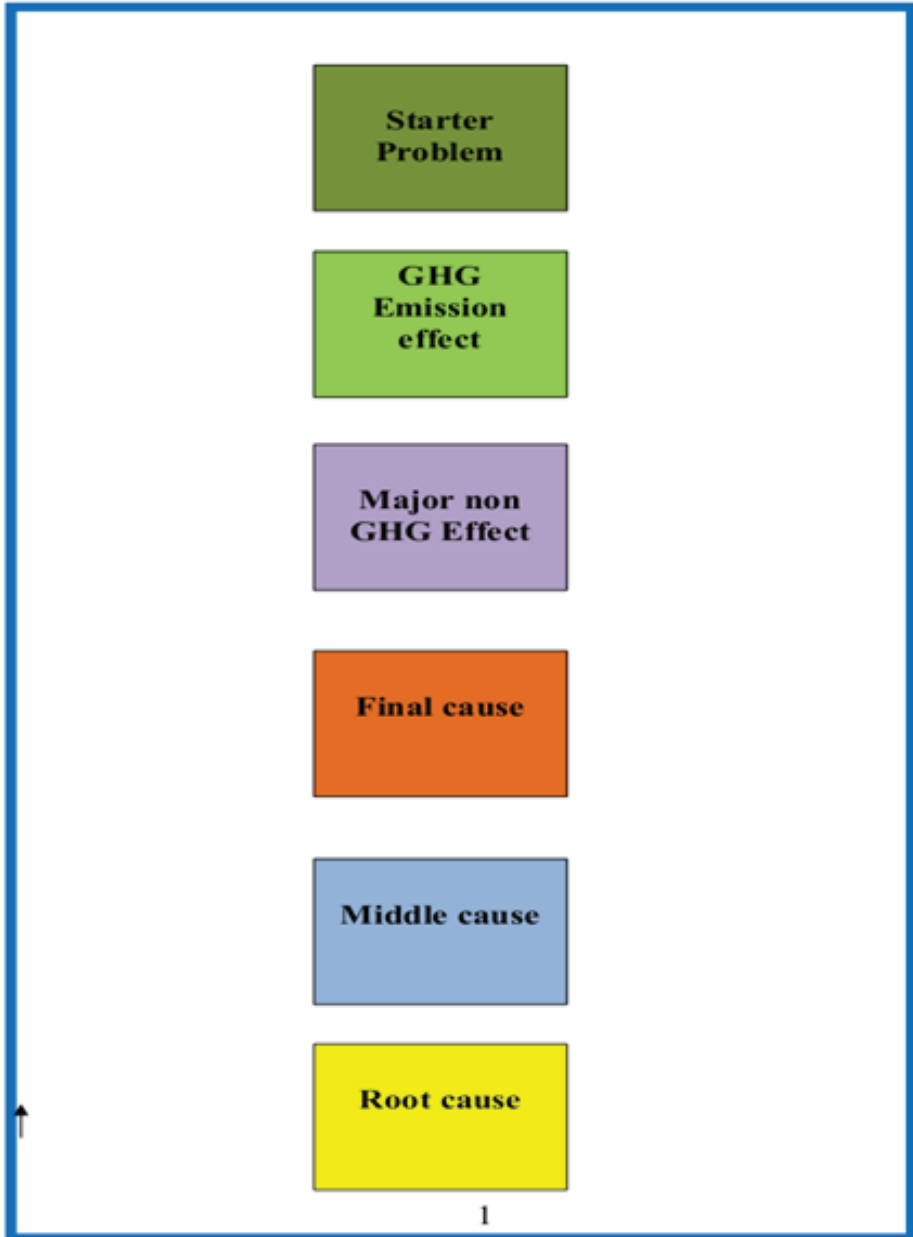 Starter
Problem
GHG
Emission
effect
Major non
GHG Effect
Final cause
Middle cause
Root cause
1